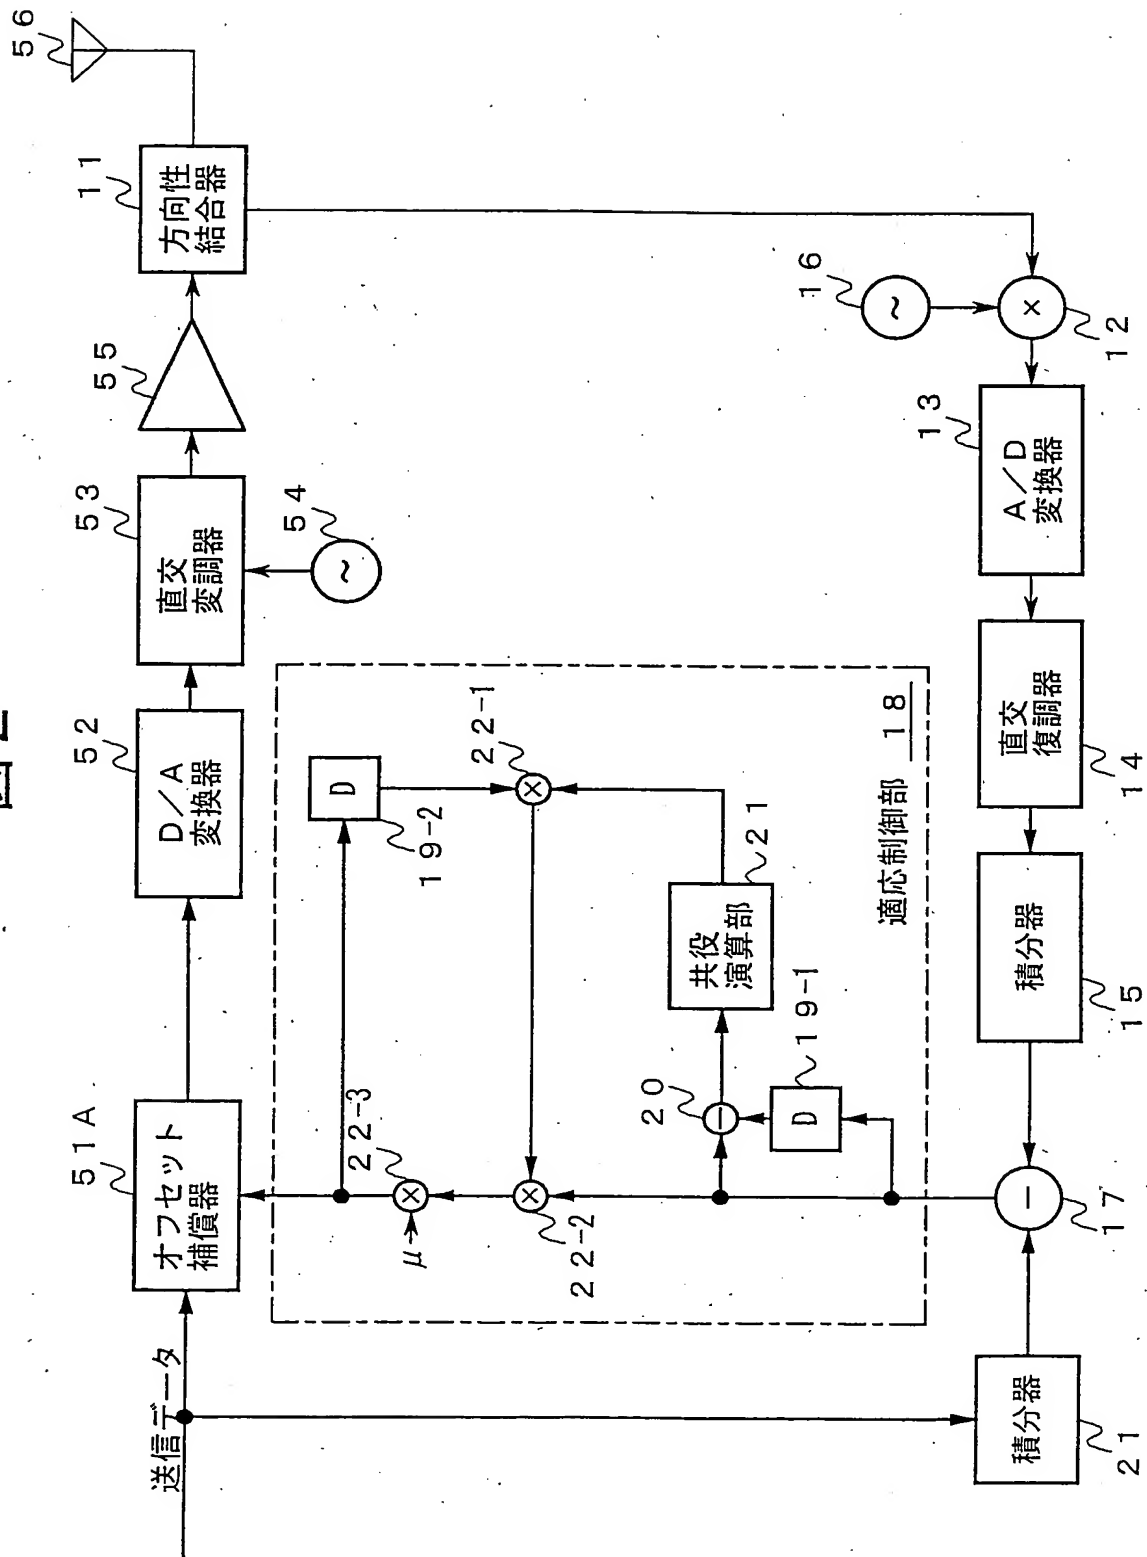 図2
送信データ
51A
オフセット
補償器
52
D/A
変換器
53
直交
変調器
54
~
55
11
方向性
結合器
56
16
~
×
12
13
A/D
変換器
直交
復調器
14
積分器
15
-
17
積分器
21
適応制御部
18
D
19-2
22-1
×
共役
演算部
21
20
-
D
19-1
22-3
×
μ
×
22-2